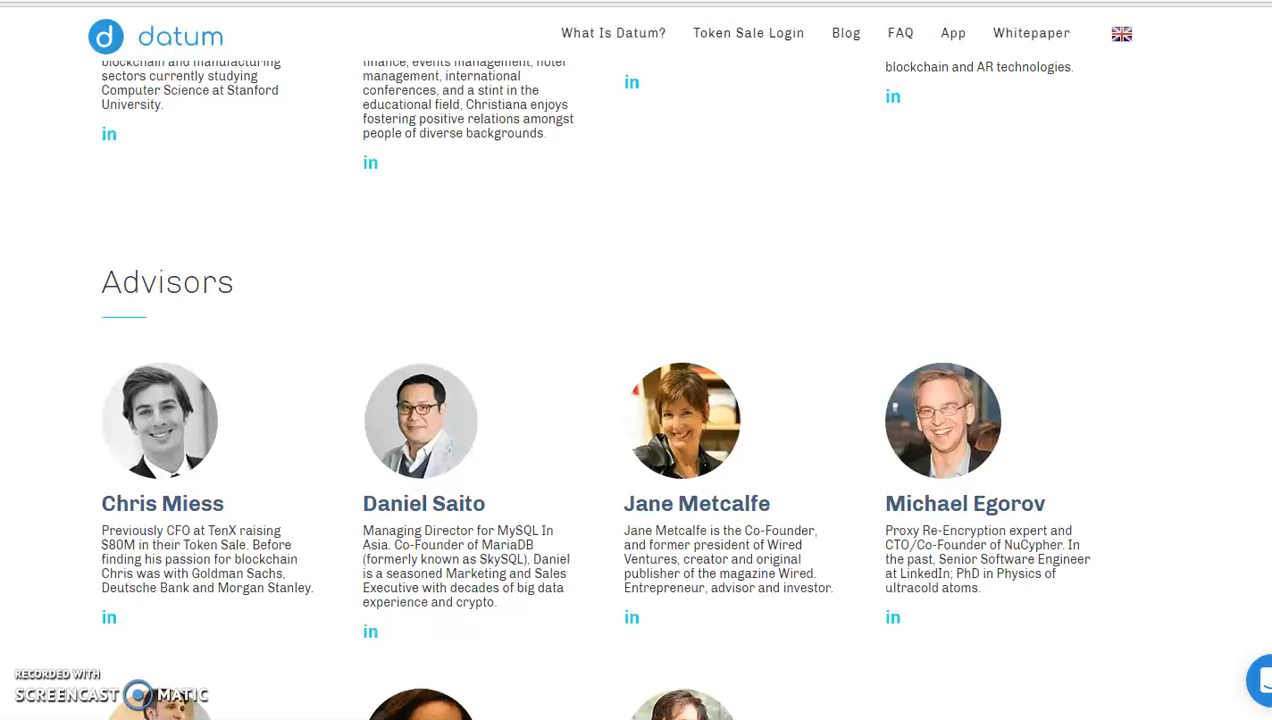 datum
What Is Datum?
Token Sale Login
Blog
FAQ
App
Whitepaper
blockchain and manufacturing
sectors currently studying
Computer Science at Stanford
University.
in
finance, events management, hotel
management, international
conferences, and a stint in the
educational field, Christiana enjoys
fostering positive relations amongst
people of diverse backgrounds.
in
in
blockchain and AR technologies.
in
Advisors
Chris Miess
Previously CFO at TenX raising
$80M in their Token Sale. Before
finding his passion for blockchain
Chris was with Goldman Sachs,
Deutsche Bank and Morgan Stanley.
in
Daniel Saito
Managing Director for MySQL In
Asia. Co-Founder of MariaDB
(formerly known as SkySQL), Daniel
is a seasoned Marketing and Sales
Executive with decades of big data
experience and crypto.
in
Jane Metcalfe
Jane Metcalfe is the Co-Founder,
and former president of Wired
Ventures, creator and original
publisher of the magazine Wired.
Entrepreneur, advisor and investor.
in
Michael Egorov
Proxy Re-Encryption expert and
CTO/Co-Founder of NuCypher. In
the past, Senior Software Engineer
at LinkedIn; PhD in Physics of
ultracold atoms.
in
RECORDED WITH
SCREENCAST MATIC